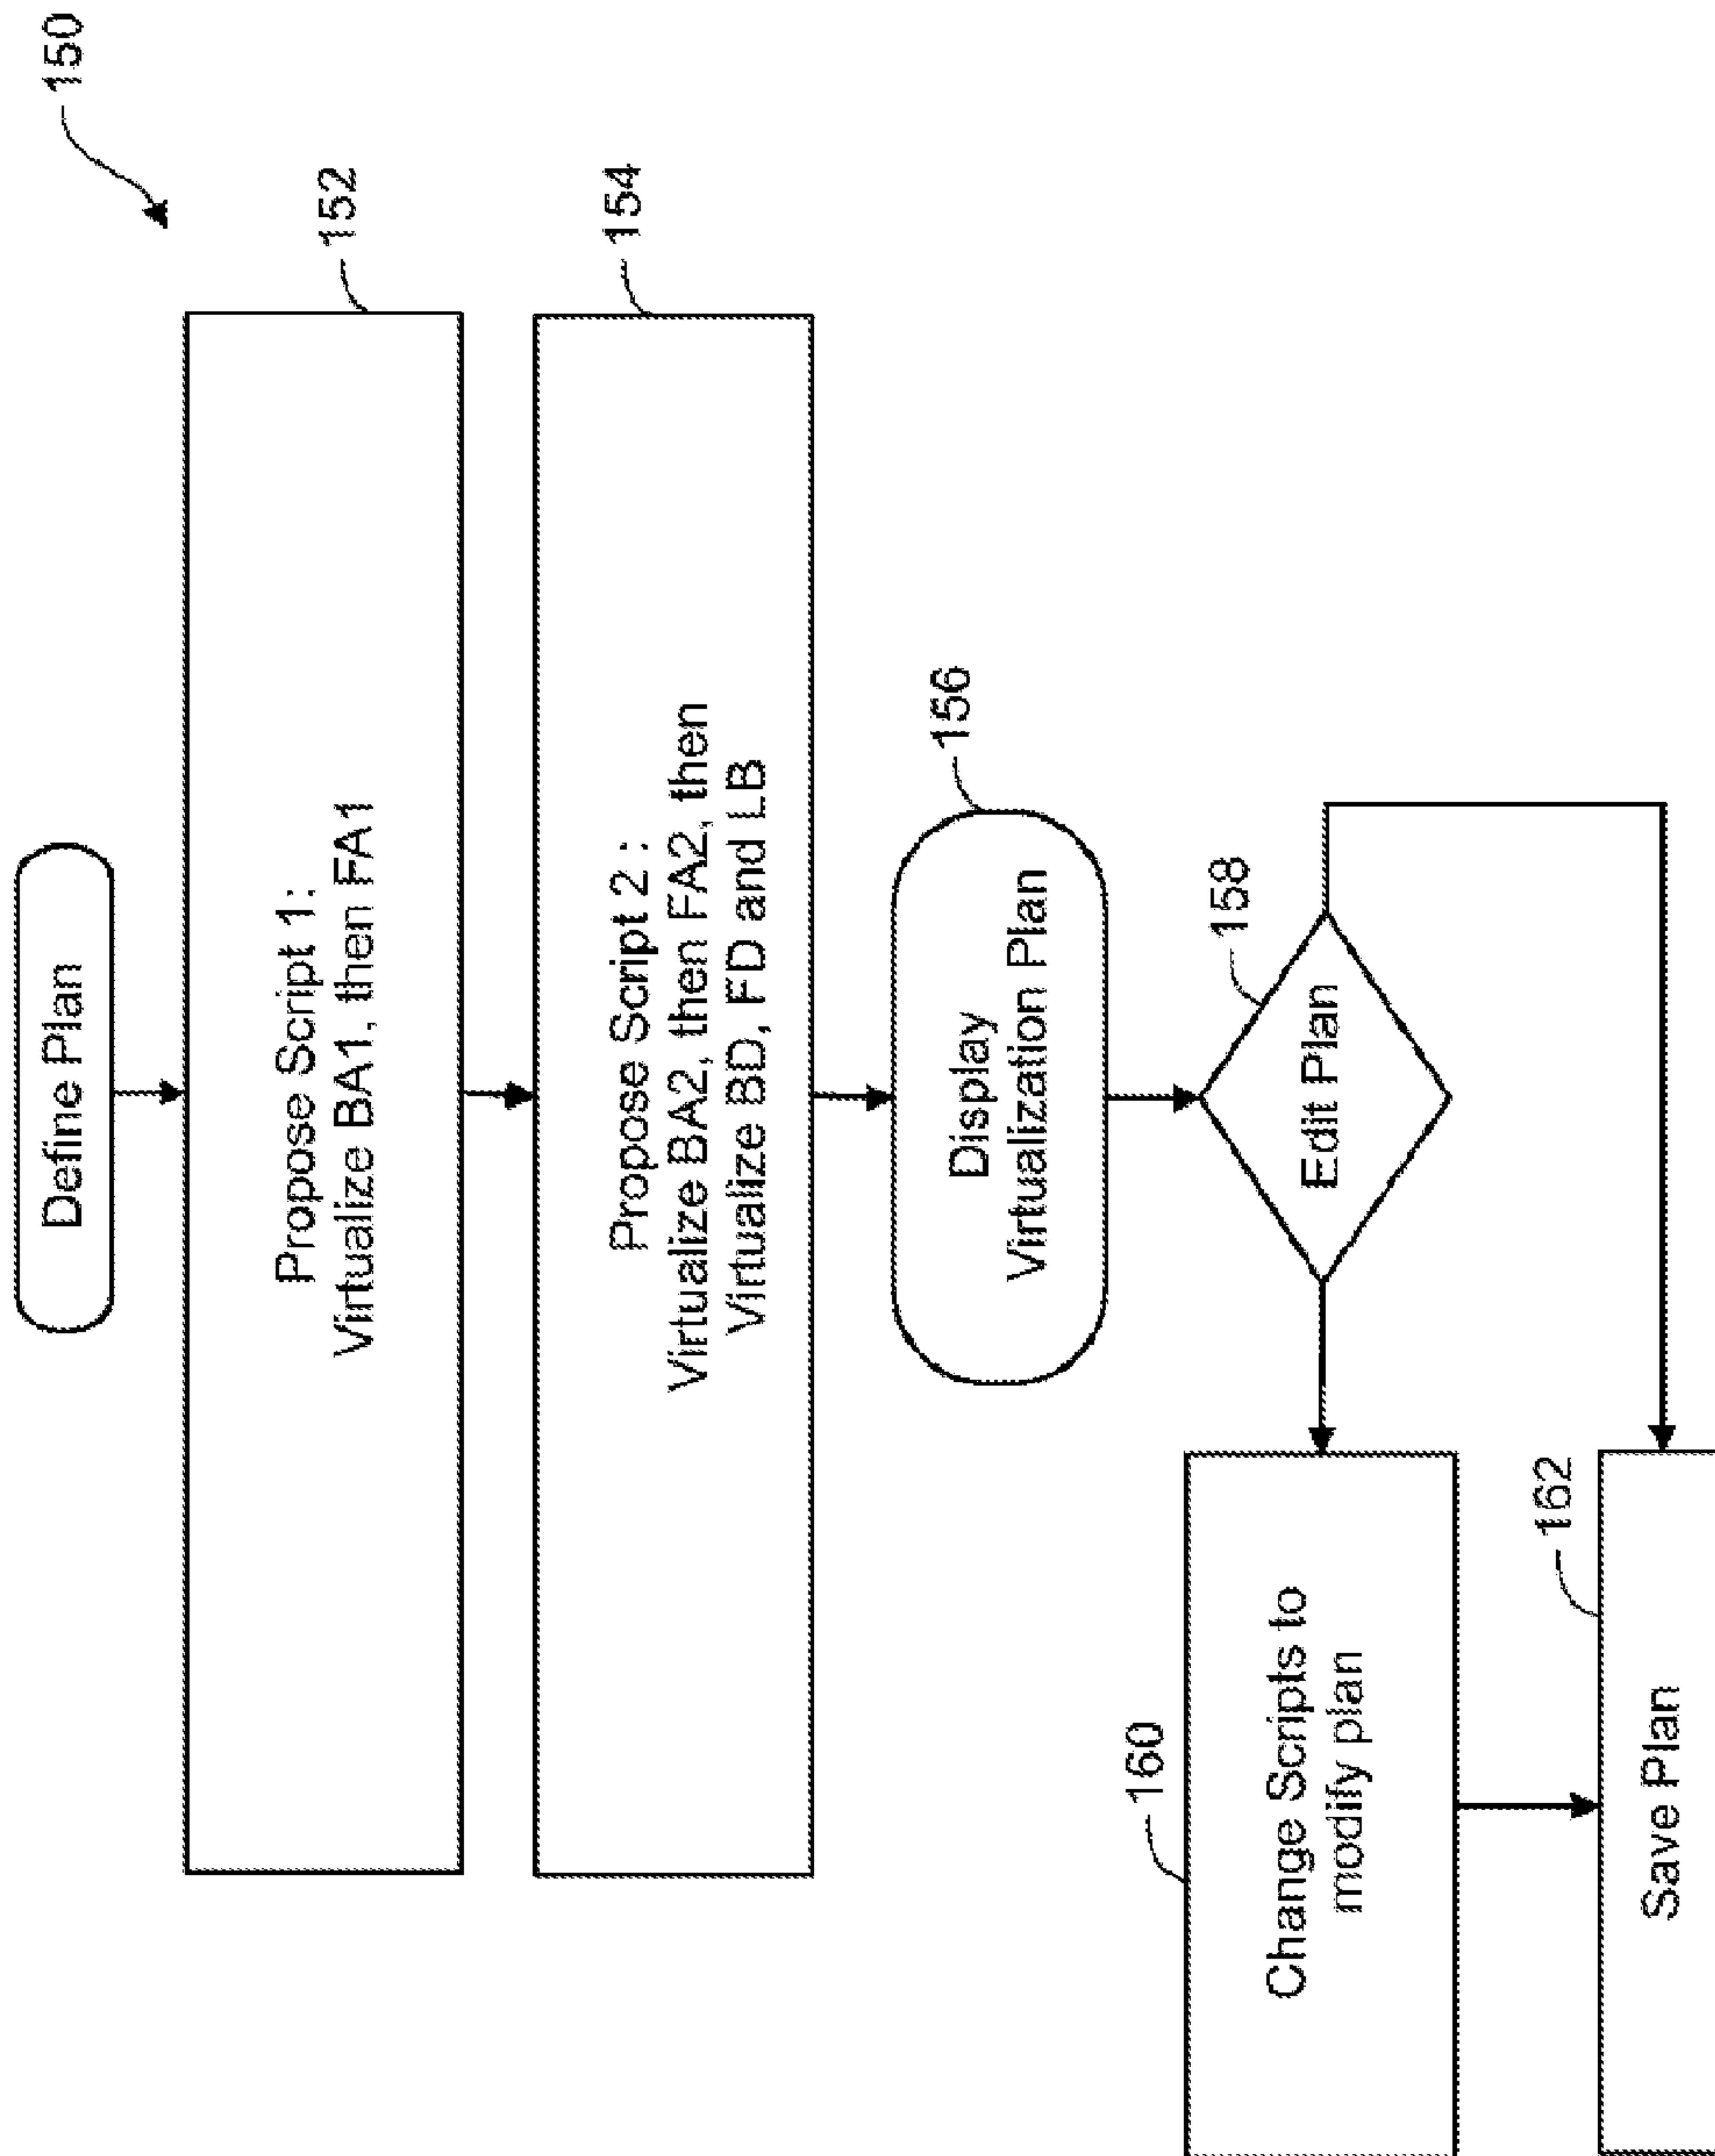 150
Define Plan
152
Propose Script 1:
Virtualize BA1, then FA1
154
Propose Script 2 :
Virtualize BA2, then FA2, then
Virtualize BD, FD and LB
156
Display
Virtualization Plan
158
Edit Plan
160
Change Scripts to
modify plan
162
Save Plan